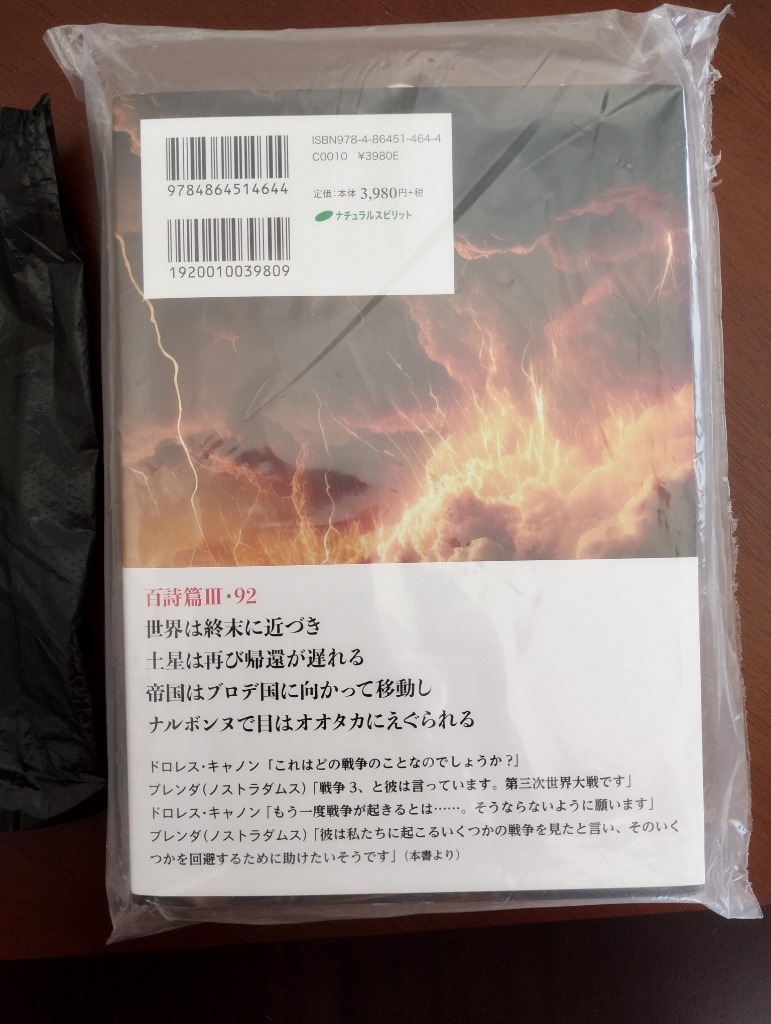 ISBN978-4-86451-464-4
C0010 ¥3980E
9784864514644
定価:本体 3,980円+税
ナチュラルスピリット
1920010039809
百詩篇III・92
世界は終末に近づき
土星は再び帰還が遅れる
帝国はブロデ国に向かって移動し
ナルボンヌで目はオオタカにえぐられる
ドロレス・キャノン「これはどの戦争のことなのでしょうか?」
ブレンダ(ノストラダムス)「戦争3、と彼は言っています。第三次世界大戦です」
ドロレス・キャノン「もう一度戦争が起きるとは……。そうならないように願います」
ブレンダ(ノストラダムス)「彼は私たちに起こるいくつかの戦争を見たと言い、そのいく
つかを回避するために助けたいそうです」(本書より)